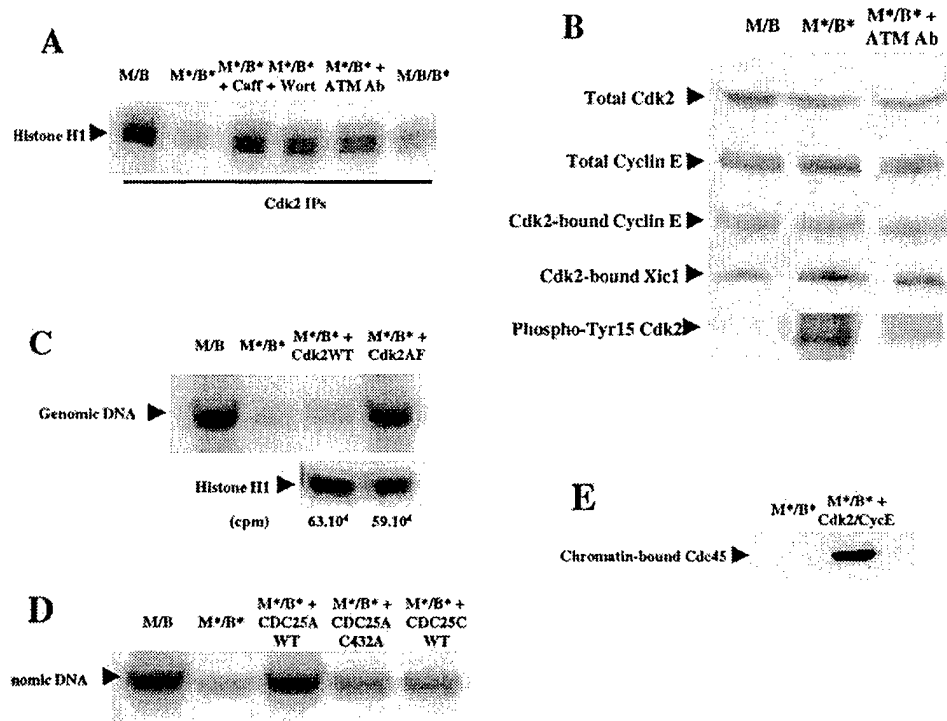 A
M/B M*/B* M*/B* + Caff M*/B* + Wort M*/B* + ATM Ab M/B/B*
Histone H1
Cdk2 IPs
B
M/B M*/B* M*/B* + ATM Ab
Total Cdk2
Total Cyclin E
Cdk2-bound Cyclin E
Cdk2-bound Xic1
Phospho-Tyr15 Cdk2
C
M/B M*/B* M*/B* + Cdk2WT M*/B* + Cdk2AF
Genomic DNA
Histone H1
(cpm) 63.10⁴ 59.10⁴
D
M/B M*/B* M*/B* + CDC25A WT M*/B* + CDC25A C432A M*/B* + CDC25C WT
nomic DNA
E
M*/B* M*/B* + Cdk2/CycE
Chromatin-bound Cdc45